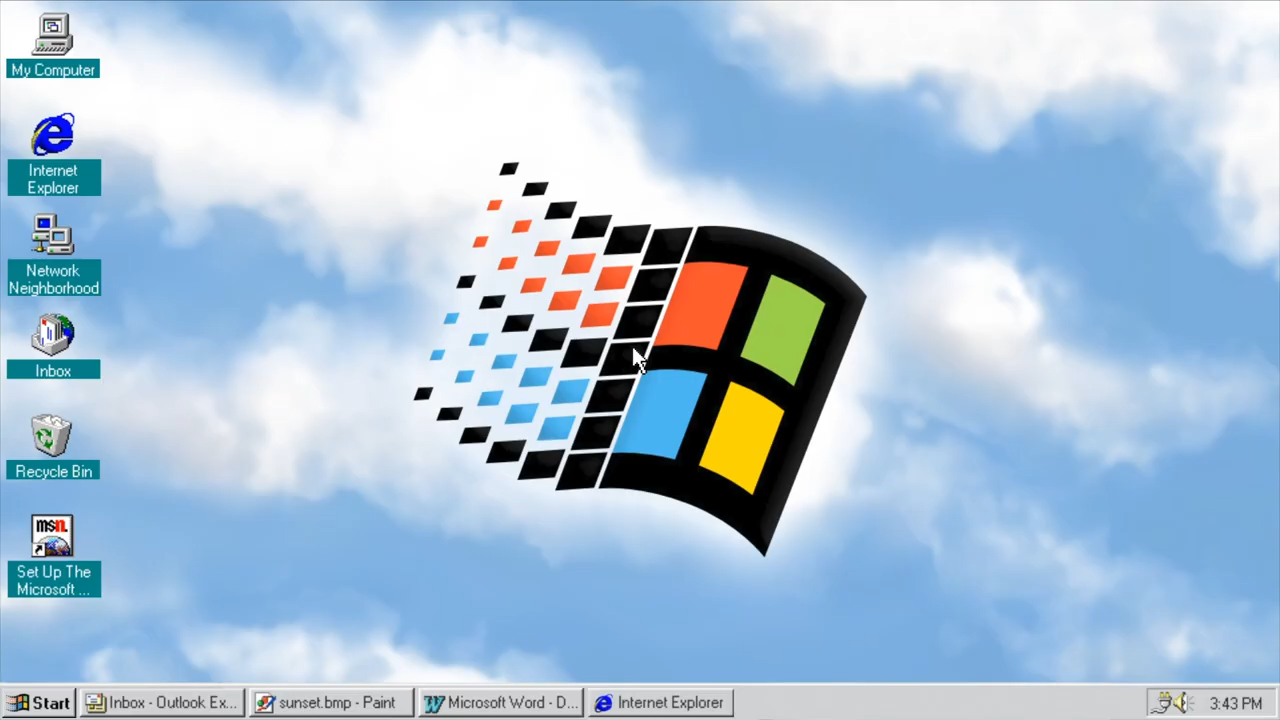 My Computer
Internet
Explorer
Network
Neighborhood
Inbox
Recycle Bin
msn
Set Up The
Microsoft ...
Start
Inbox - Outlook Ex...
sunset.bmp - Paint
Microsoft Word - D...
Internet Explorer
3:43 PM